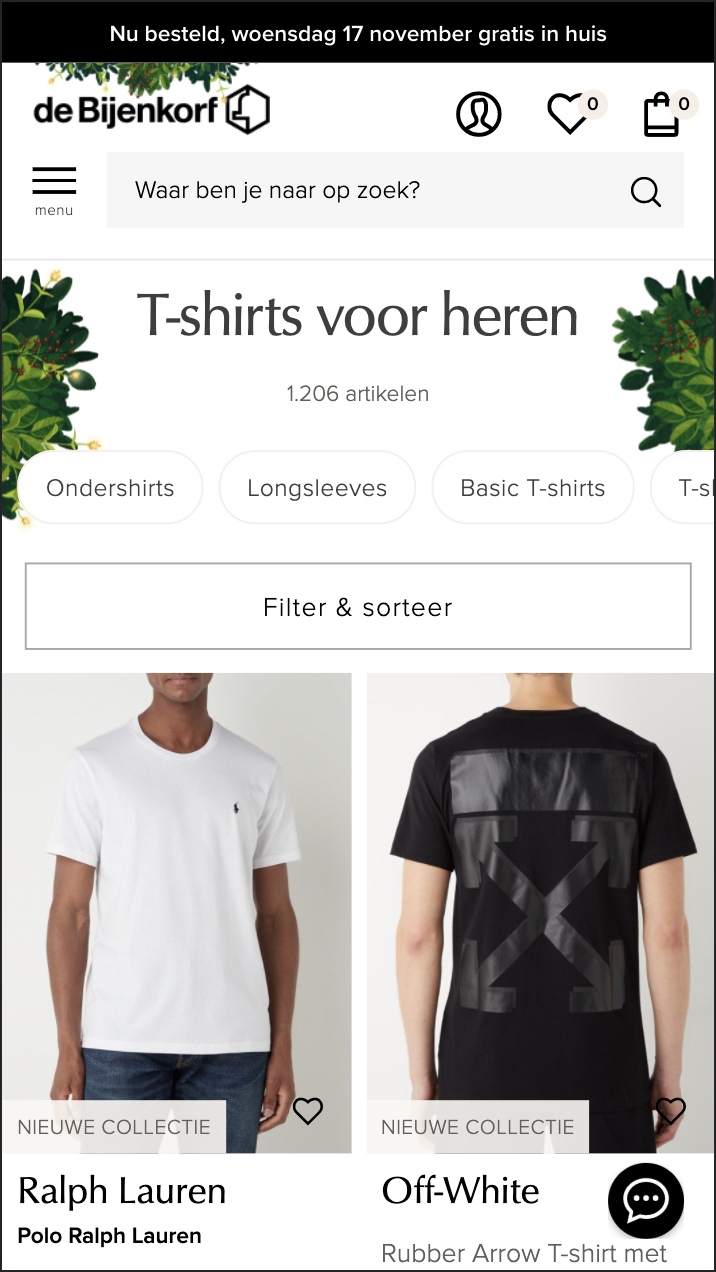 Nu besteld, woensdag 17 november gratis in huis
de Bijenkorf
0
0
menu
Waar ben je naar op zoek?
T-shirts voor heren
1.206 artikelen
Ondershirts
Longsleeves
Basic T-shirts
Filter & sorteer
NIEUWE COLLECTIE
NIEUWE COLLECTIE
Ralph Lauren
Off-White
Polo Ralph Lauren
Rubber Arrow T-shirt met